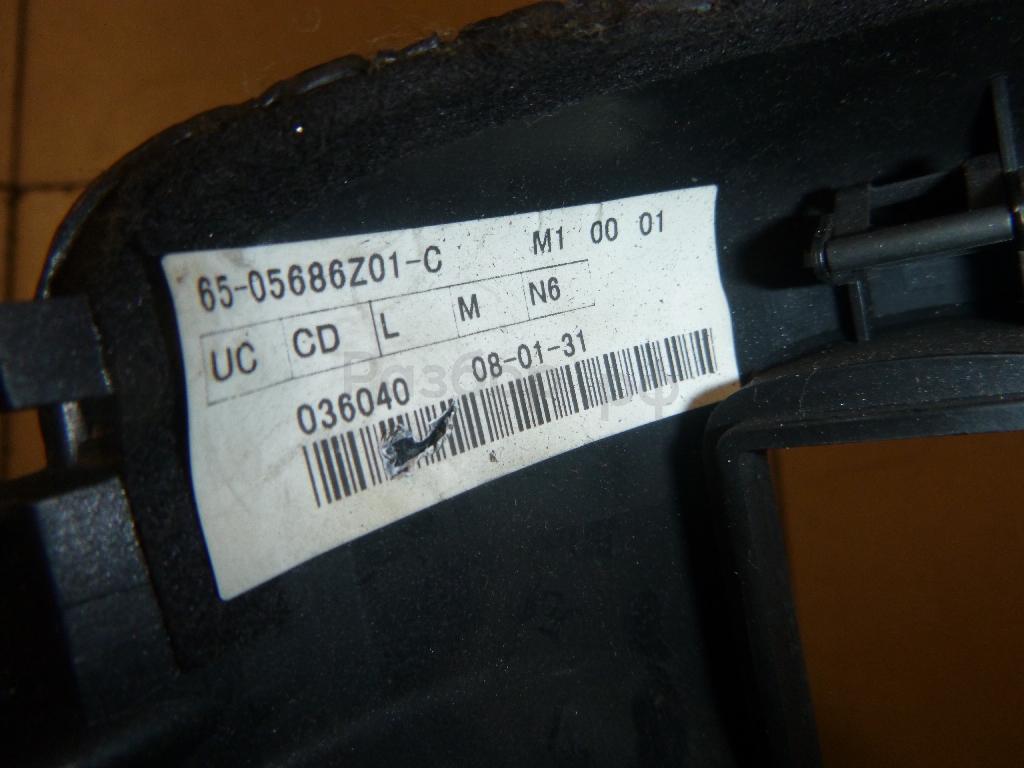 65-05686Z01-C M1 00 01
UC CD L M N6
036040 08-01-31